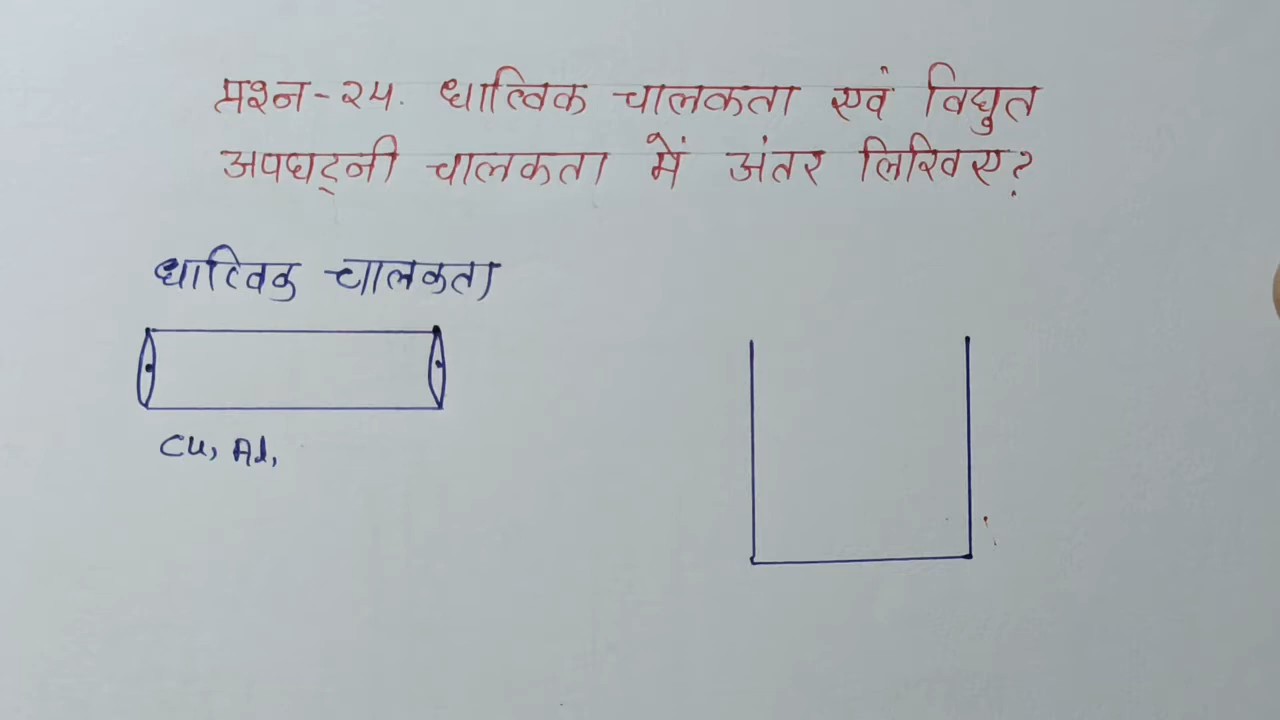 प्रश्न-२५. धात्विक चालकता एवं विद्युत
अपघट्नी चालकता में अंतर लिखिए?
धात्विक चालकता
Cu, Al,